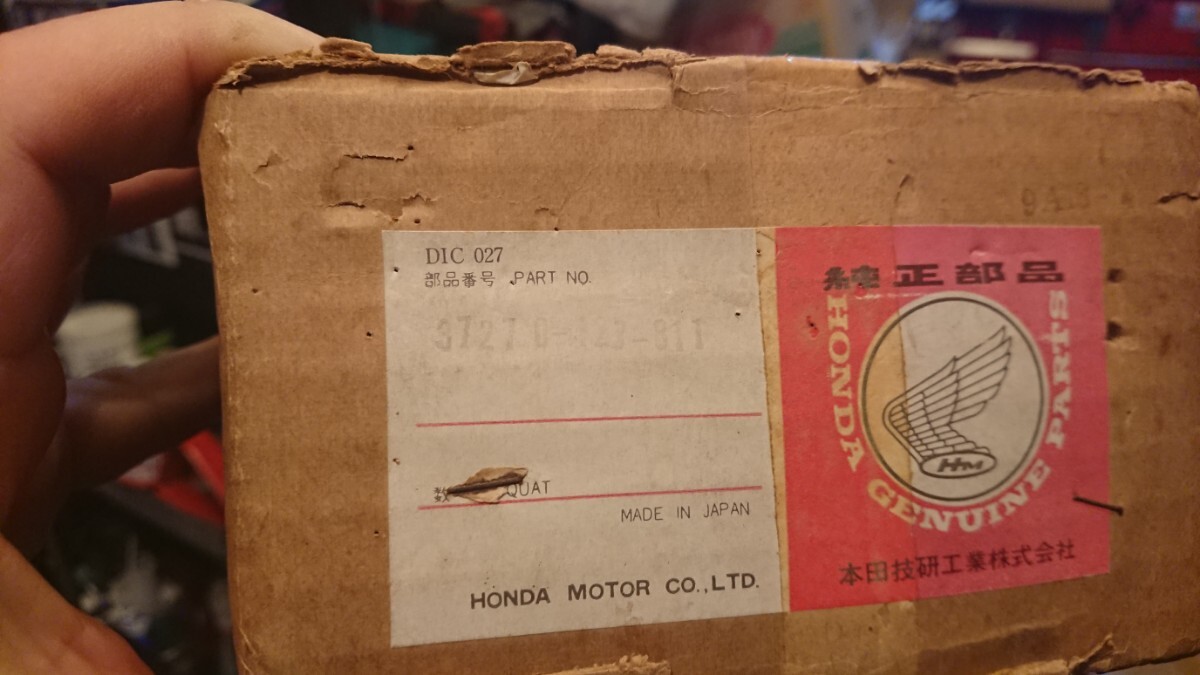 DIC 027
部品番号 PART NO.
QUAT
MADE IN JAPAN
HONDA MOTOR CO.,LTD.
純正部品
HONDA GENUINE PARTS
HM
本田技研工業株式会社